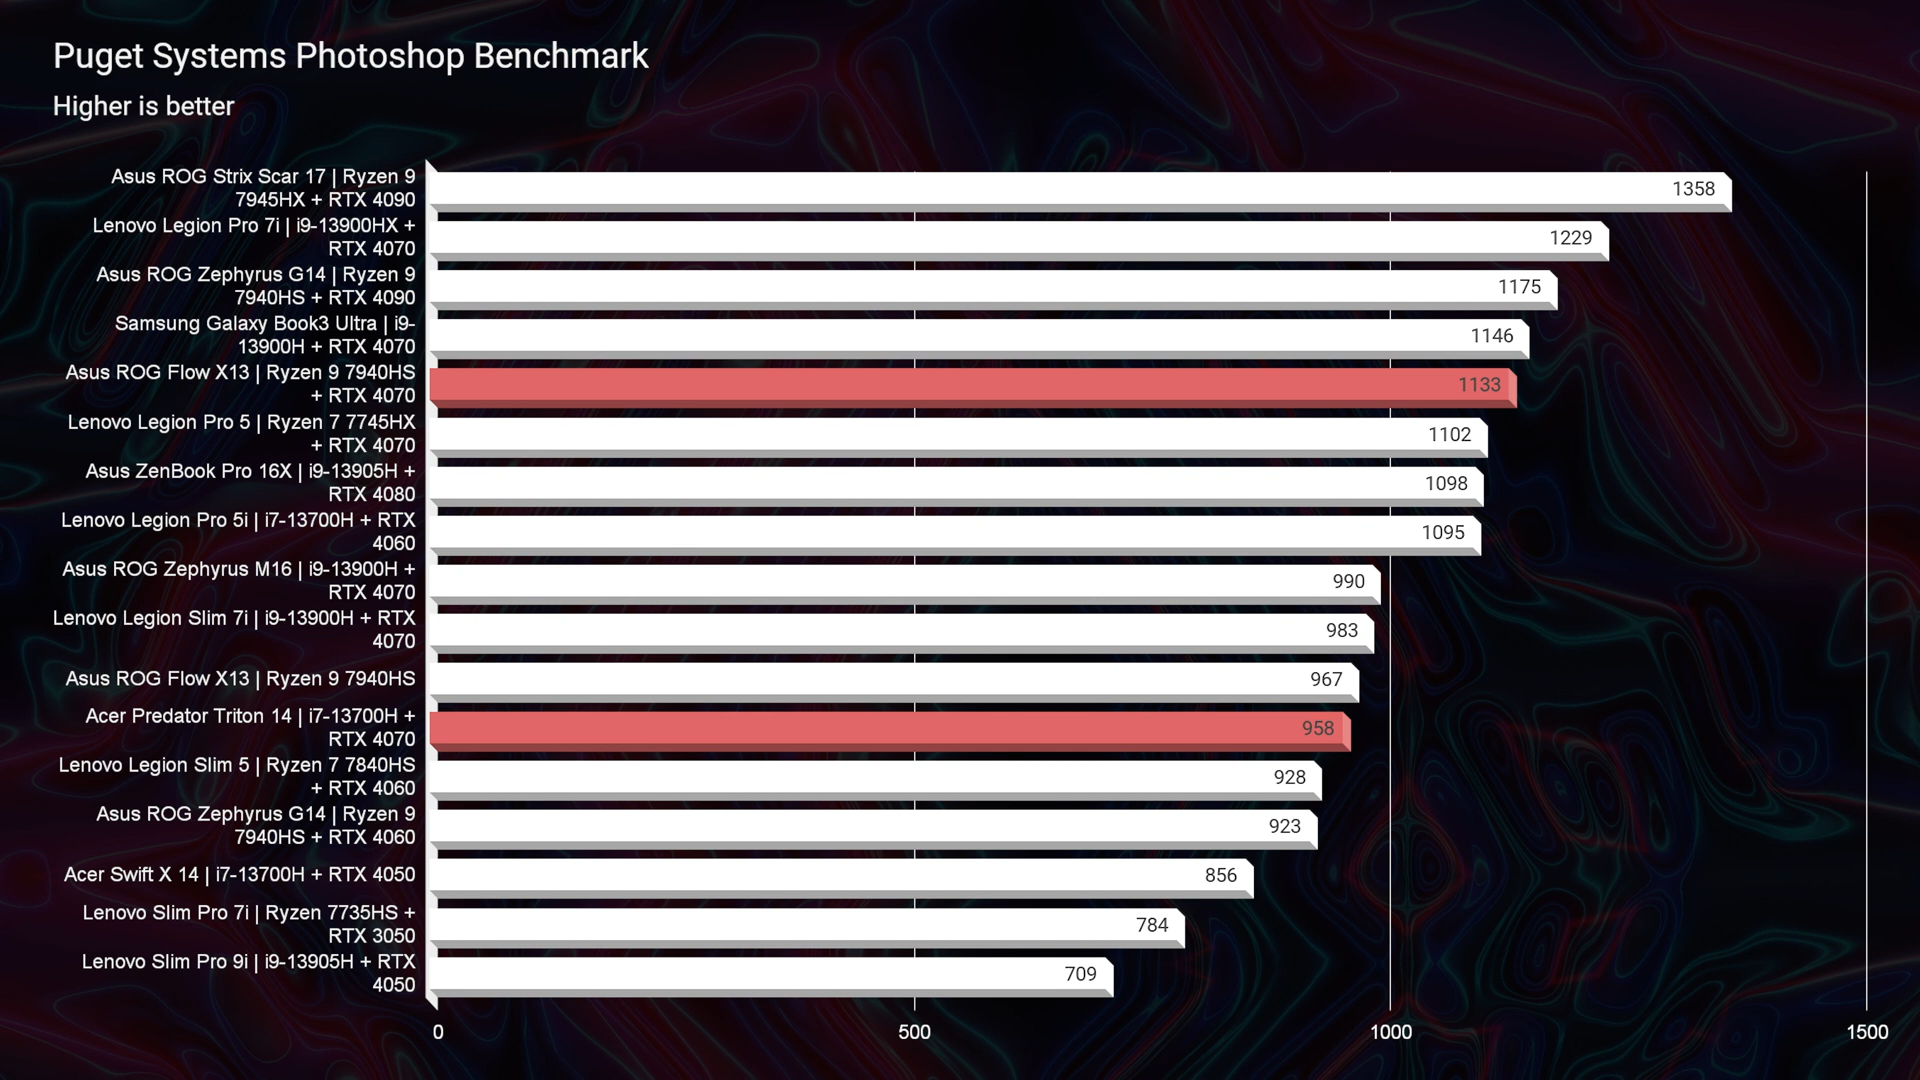 Puget Systems Photoshop Benchmark
Higher is better
Asus ROG Strix Scar 17 | Ryzen 9
7945HX + RTX 4090
1358
Lenovo Legion Pro 7i | i9-13900HX +
RTX 4070
1229
Asus ROG Zephyrus G14 | Ryzen 9
7940HS + RTX 4090
1175
Samsung Galaxy Book3 Ultra | i9-
13900H + RTX 4070
1146
Asus ROG Flow X13 | Ryzen 9 7940HS
+ RTX 4070
1133
Lenovo Legion Pro 5 | Ryzen 7 7745HX
+ RTX 4070
1102
Asus ZenBook Pro 16X | i9-13905H +
RTX 4080
1098
Lenovo Legion Pro 5i | i7-13700H + RTX
4060
1095
Asus ROG Zephyrus M16 | i9-13900H +
RTX 4070
990
Lenovo Legion Slim 7i | i9-13900H + RTX
4070
983
Asus ROG Flow X13 | Ryzen 9 7940HS
967
Acer Predator Triton 14 | i7-13700H +
RTX 4070
958
Lenovo Legion Slim 5 | Ryzen 7 7840HS
+ RTX 4060
928
Asus ROG Zephyrus G14 | Ryzen 9
7940HS + RTX 4060
923
Acer Swift X 14 | i7-13700H + RTX 4050
856
Lenovo Slim Pro 7i | Ryzen 7735HS +
RTX 3050
784
Lenovo Slim Pro 9i | i9-13905H + RTX
4050
709
0 500 1000 1500